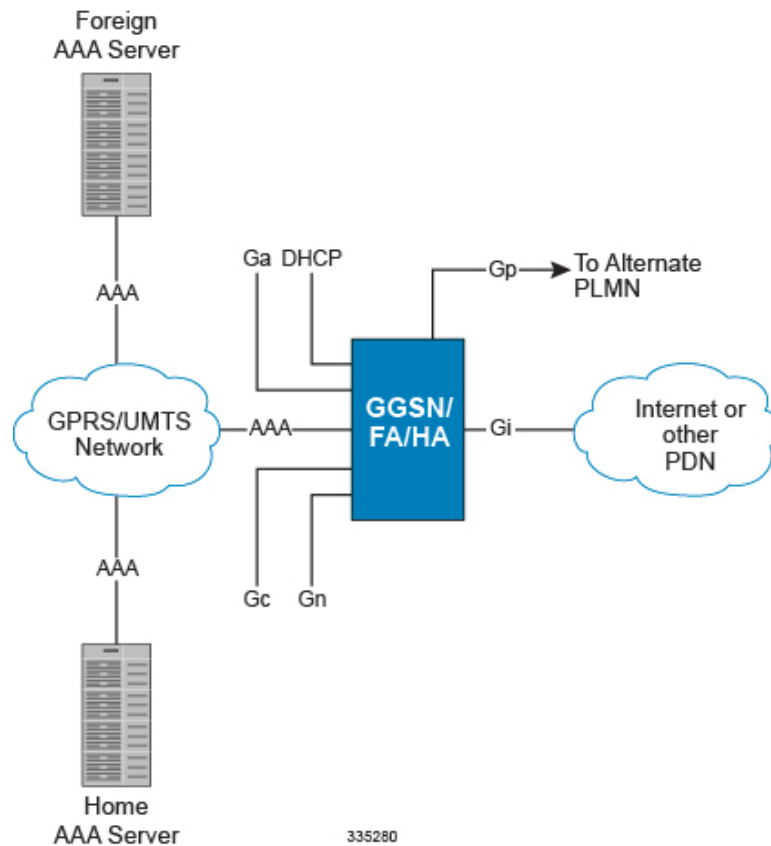 Foreign
AAA Server
AAA
Ga
DHCP
Gp
To Alternate
PLMN
GPRS/UMTS
Network
AAA
GGSN/
FA/HA
Gi
Internet or
other
PDN
AAA
Gc
Gn
Home
AAA Server
335280